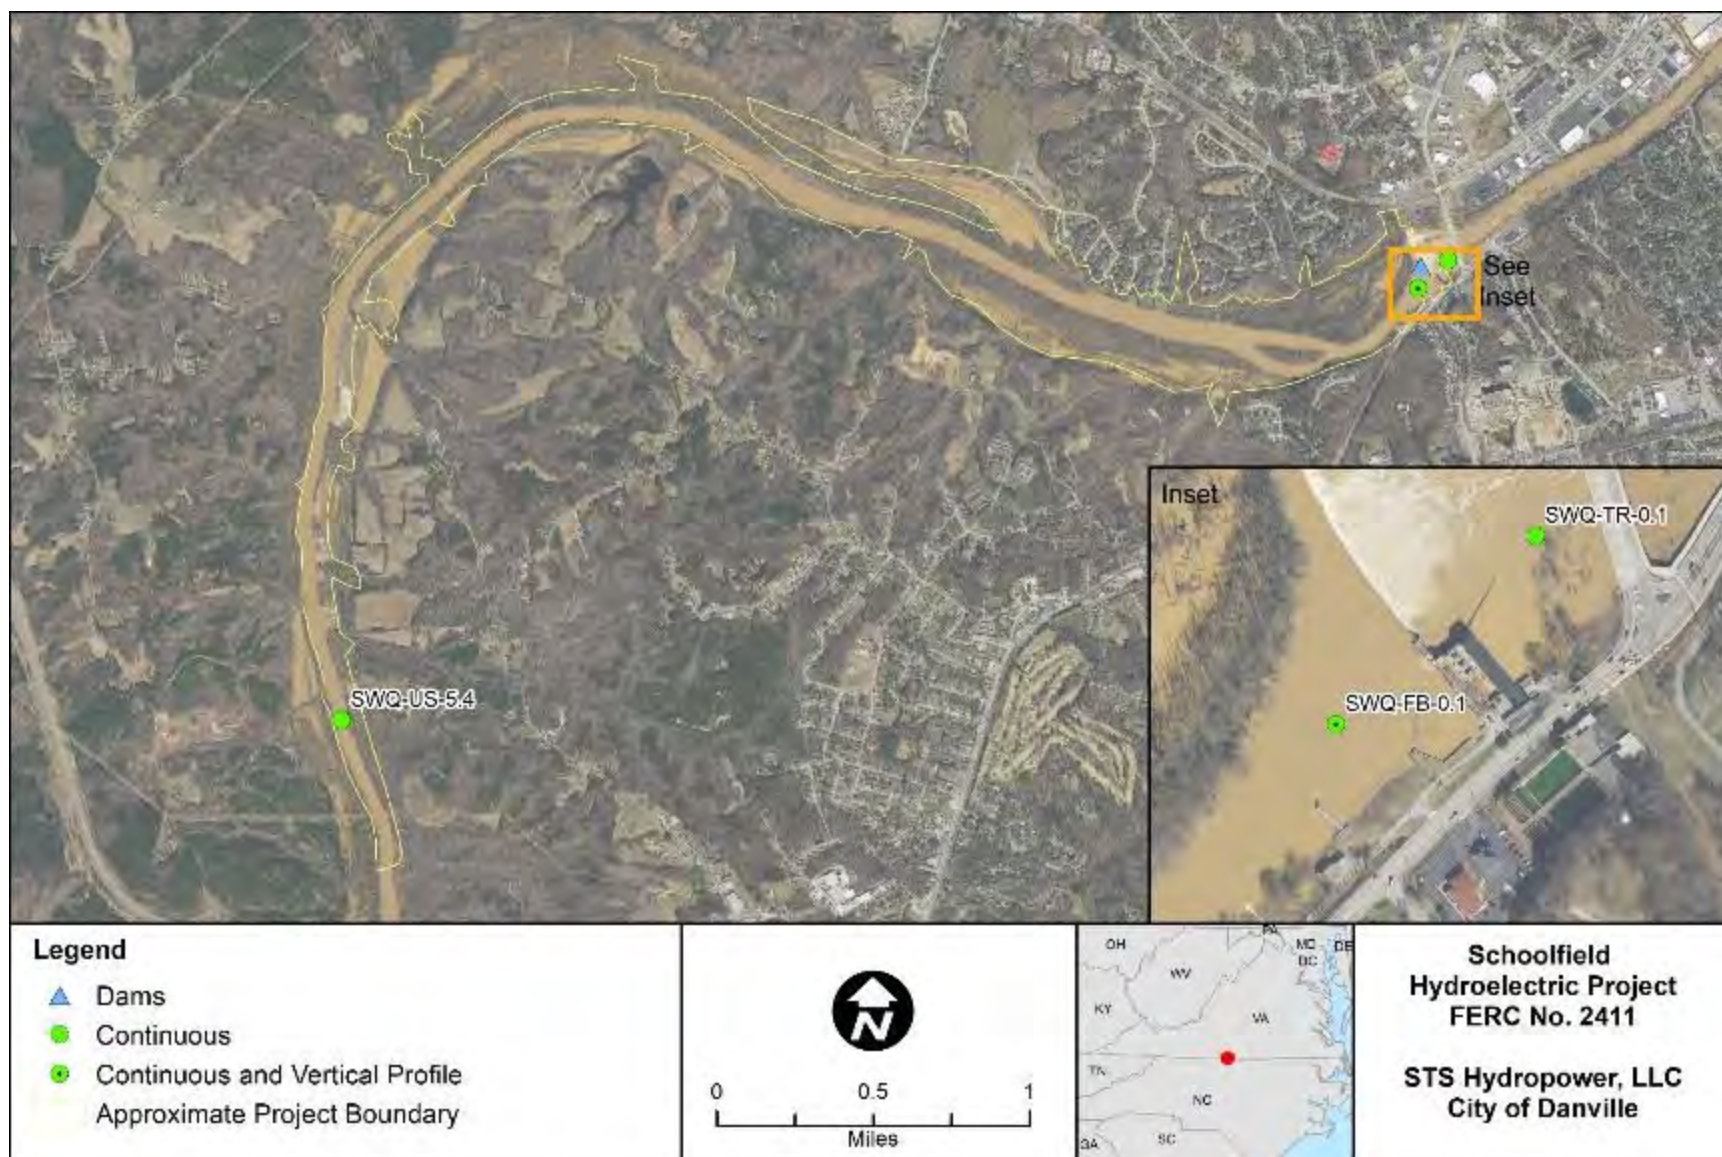 See
Inset
Inset
SWQ-TR-0.1
SWQ-FB-0.1
SWQ-US-5.4
Legend
Dams
Continuous
Continuous and Vertical Profile
Approximate Project Boundary
N
0 0.5 1
Miles
OH
PA
MD
DE
DC
WV
KY
VA
TN
NC
GA
SC
Schoolfield
Hydroelectric Project
FERC No. 2411
STS Hydropower, LLC
City of Danville